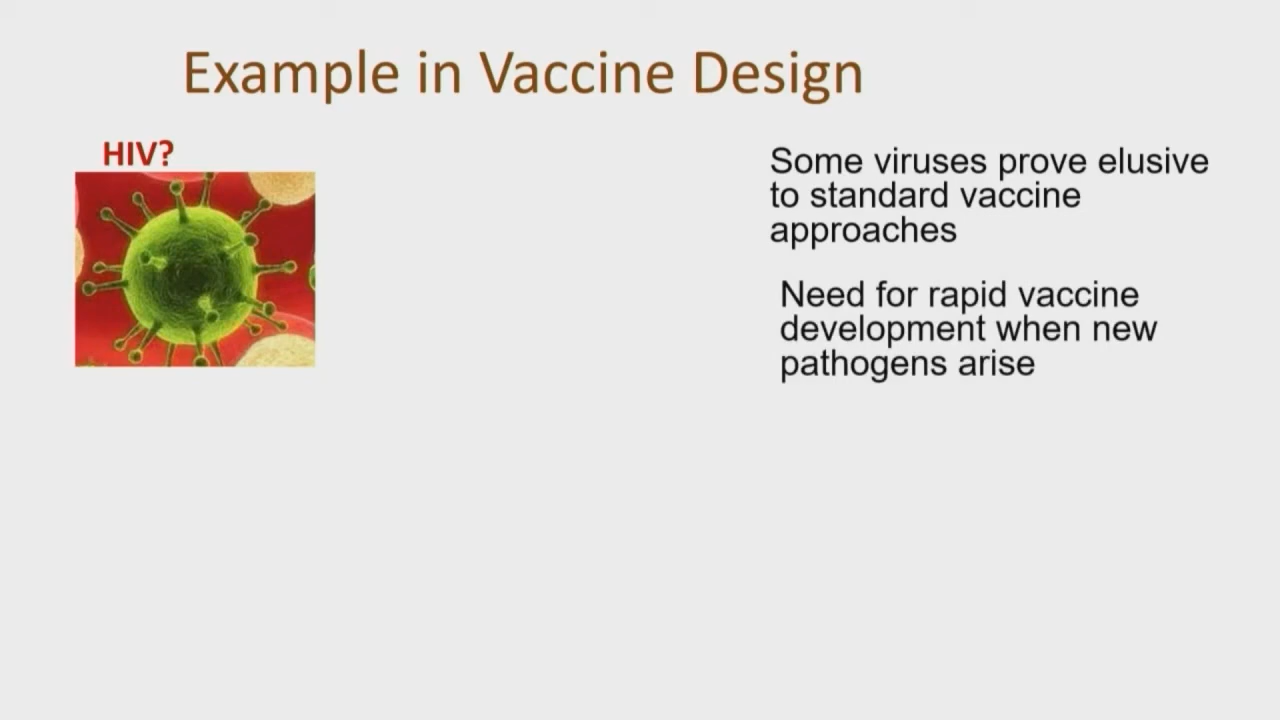 Example in Vaccine Design
HIV?
Some viruses prove elusive
to standard vaccine
approaches
Need for rapid vaccine
development when new
pathogens arise